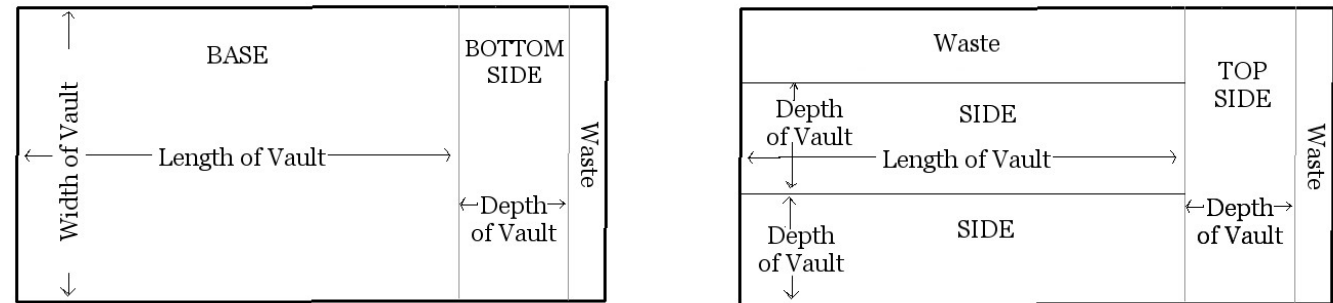 BASE
BOTTOM
SIDE
Width of Vault
Length of Vault
Depth
of Vault
Waste
Waste
Depth
of Vault
SIDE
TOP
SIDE
Length of Vault
Depth
of Vault
SIDE
Depth
of Vault
Waste